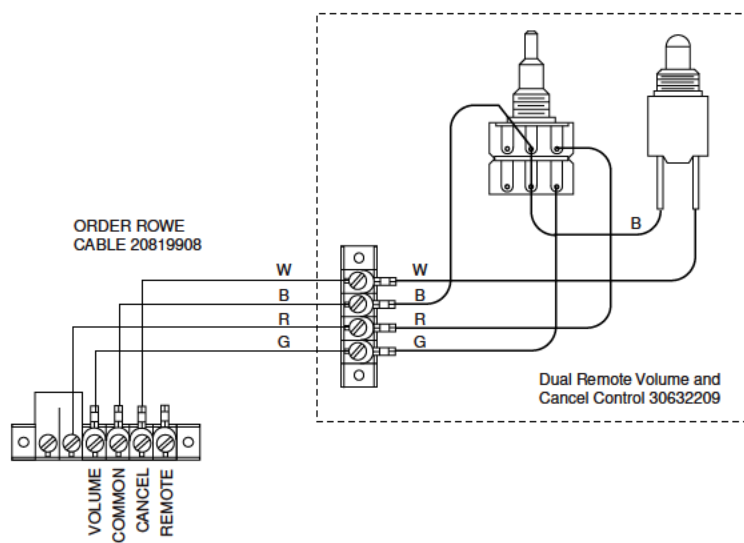 B
ORDER ROWE
CABLE 20819908
W
W
B
B
R
R
G
G
Dual Remote Volume and
Cancel Control 30632209
VOLUME
COMMON
CANCEL
REMOTE